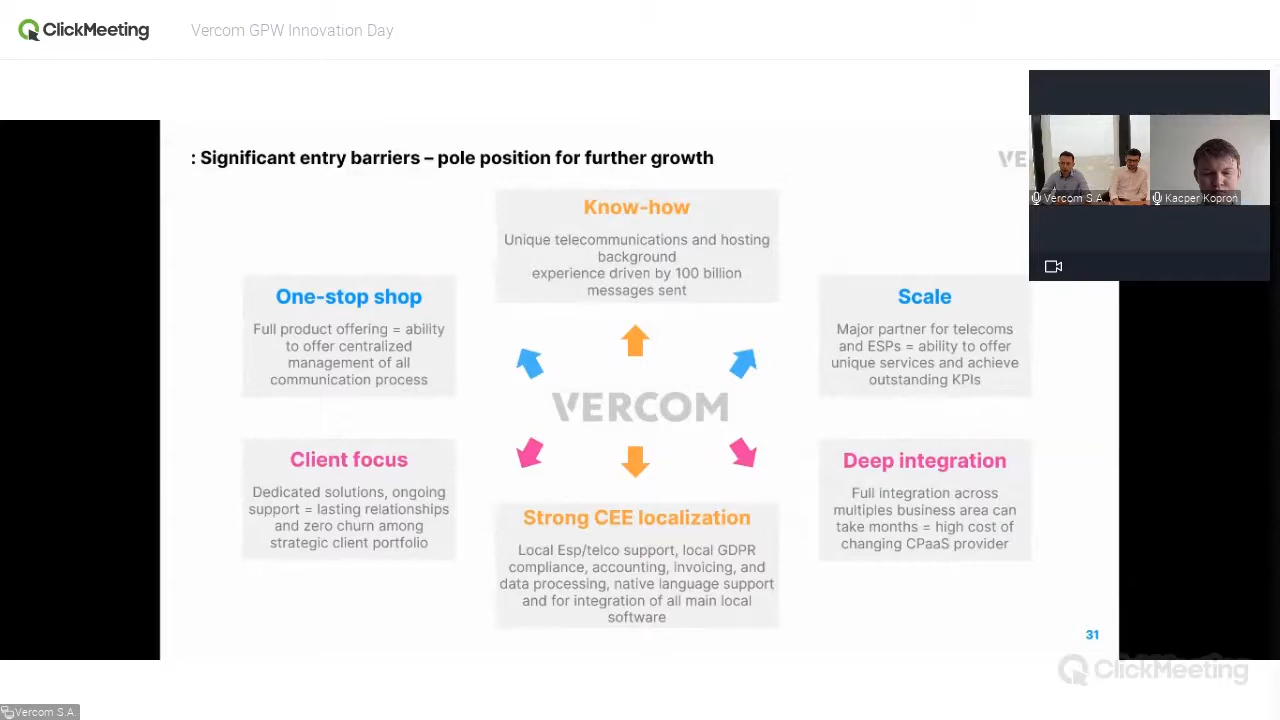 ClickMeeting
Vercom GPW Innovation Day
: Significant entry barriers – pole position for further growth
VE
Vercom S.A.
Kacper Koproń
Know-how
Unique telecommunications and hosting
background
experience driven by 100 billion
messages sent
One-stop shop
Full product offering = ability
to offer centralized
management of all
communication process
Scale
Major partner for telecoms
and ESPs = ability to offer
unique services and achieve
outstanding KPIs
VERCOM
Client focus
Dedicated solutions, ongoing
support = lasting relationships
and zero churn among
strategic client portfolio
Deep integration
Full integration across
multiples business area can
take months = high cost of
changing CPaaS provider
Strong CEE localization
Local Esp/telco support, local GDPR
compliance, accounting, invoicing, and
data processing, native language support
and for integration of all main local
software
31
ClickMeeting
Vercom S.A.